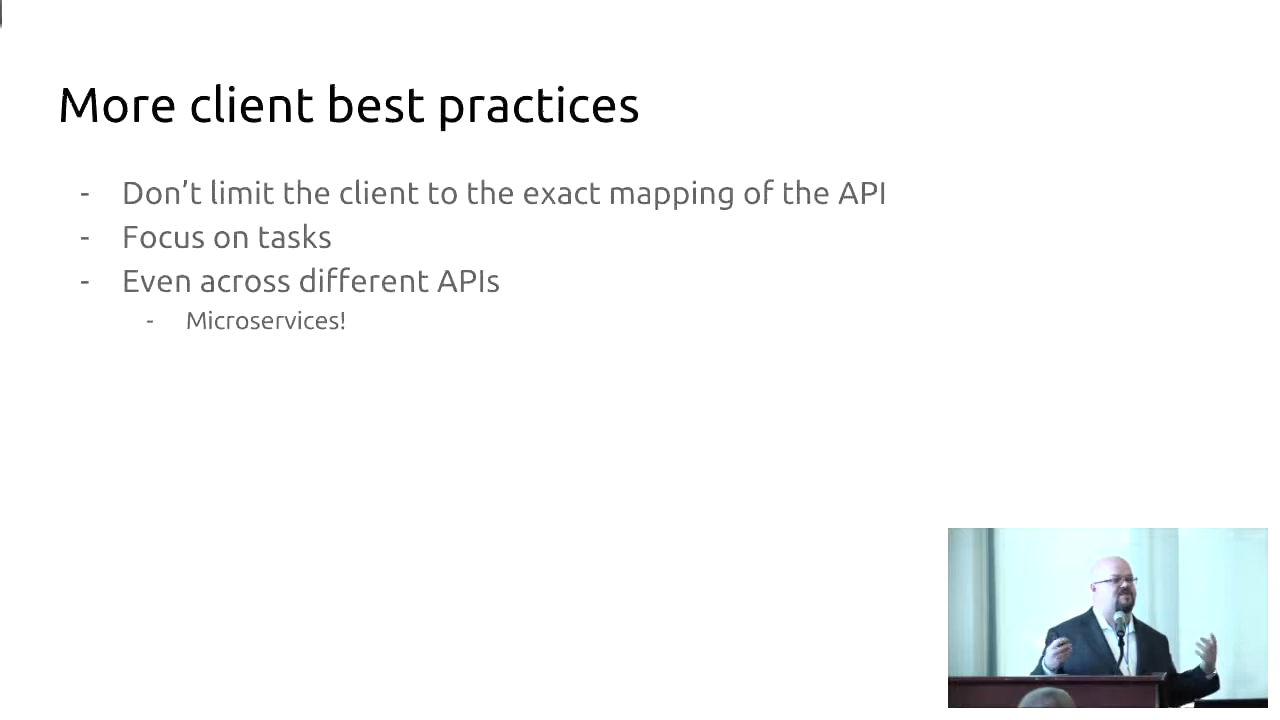 More client best practices
- Don’t limit the client to the exact mapping of the API
- Focus on tasks
- Even across different APIs
- Microservices!